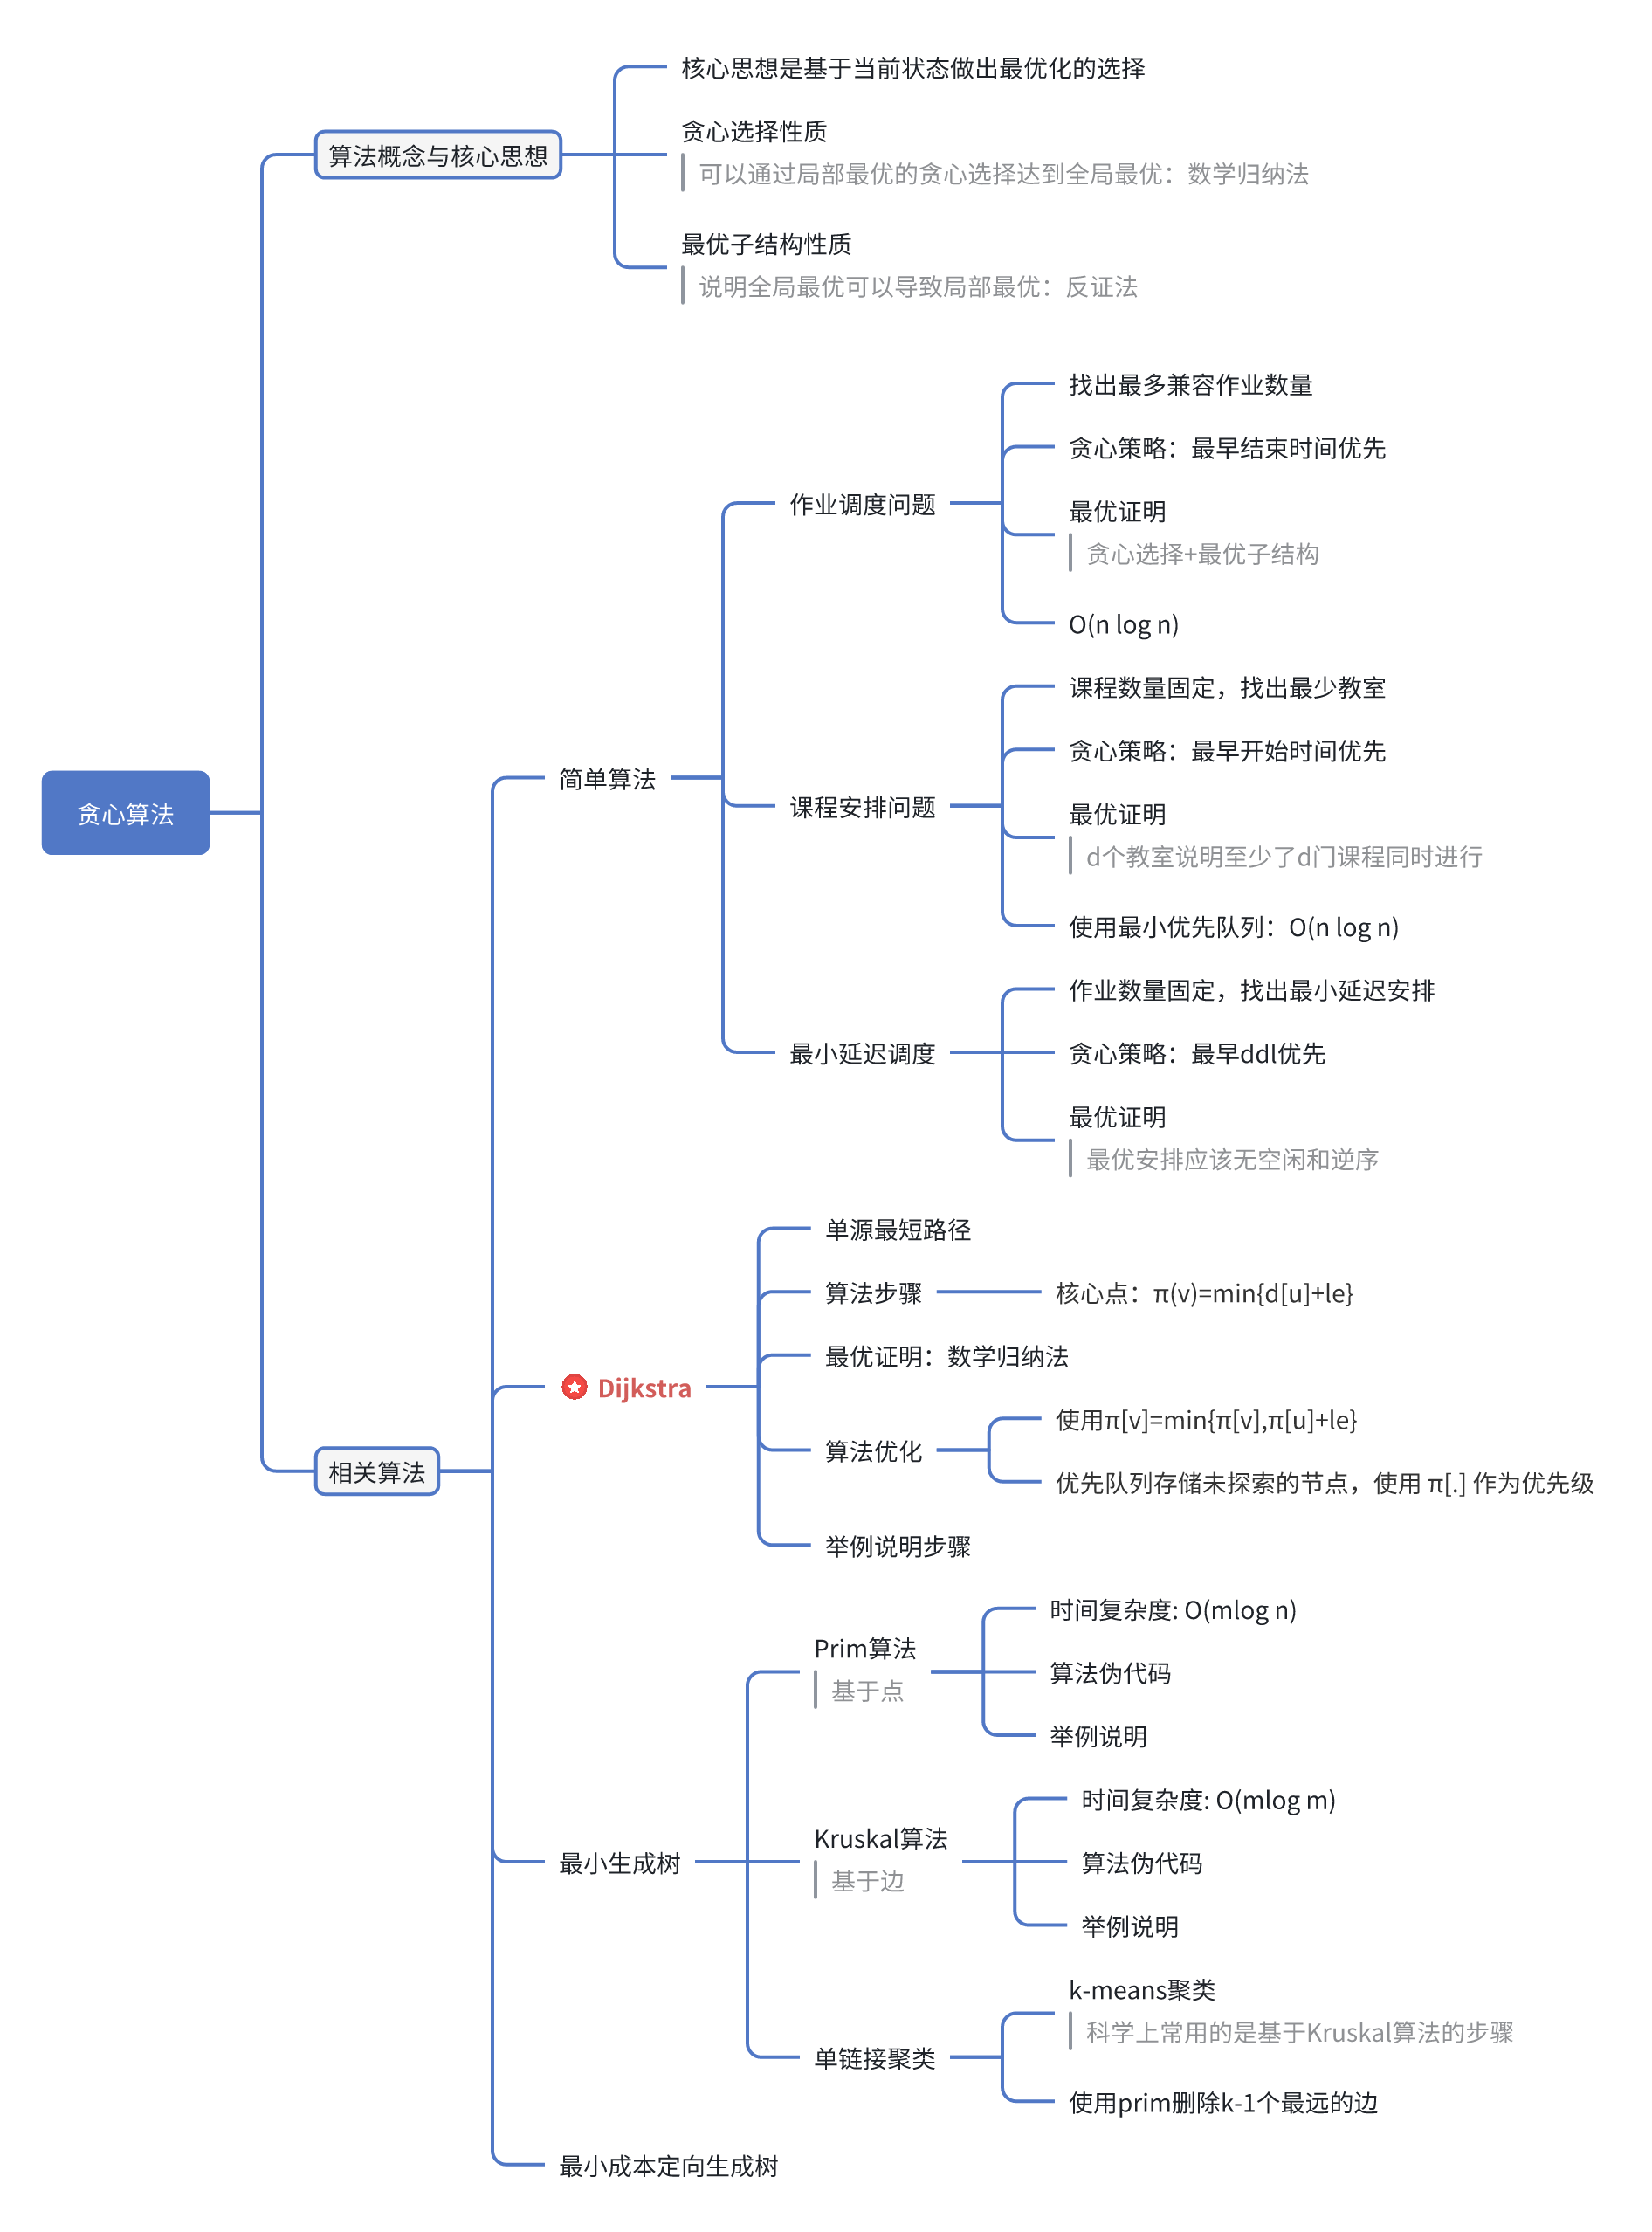 核心思想是基于当前状态做出最优化的选择
算法概念与核心思想
贪心选择性质
可以通过局部最优的贪心选择达到全局最优：数学归纳法
最优子结构性质
说明全局最优可以导致局部最优：反证法
贪心算法
相关算法
简单算法
作业调度问题
找出最多兼容作业数量
贪心策略：最早结束时间优先
最优证明
贪心选择+最优子结构
O(n log n)
课程安排问题
课程数量固定，找出最少教室
贪心策略：最早开始时间优先
最优证明
d个教室说明至少了d门课程同时进行
使用最小优先队列：O(n log n)
最小延迟调度
作业数量固定，找出最小延迟安排
贪心策略：最早ddl优先
最优证明
最优安排应该无空闲和逆序
Dijkstra
单源最短路径
算法步骤
核心点：π(v)=min{d[u]+le}
最优证明：数学归纳法
算法优化
使用π[v]=min{π[v],π[u]+le}
优先队列存储未探索的节点，使用 π[.] 作为优先级
举例说明步骤
最小生成树
Prim算法
基于点
时间复杂度: O(mlog n)
算法伪代码
举例说明
Kruskal算法
基于边
时间复杂度: O(mlog m)
算法伪代码
举例说明
单链接聚类
k-means聚类
科学上常用的是基于Kruskal算法的步骤
使用prim删除k-1个最远的边
最小成本定向生成树